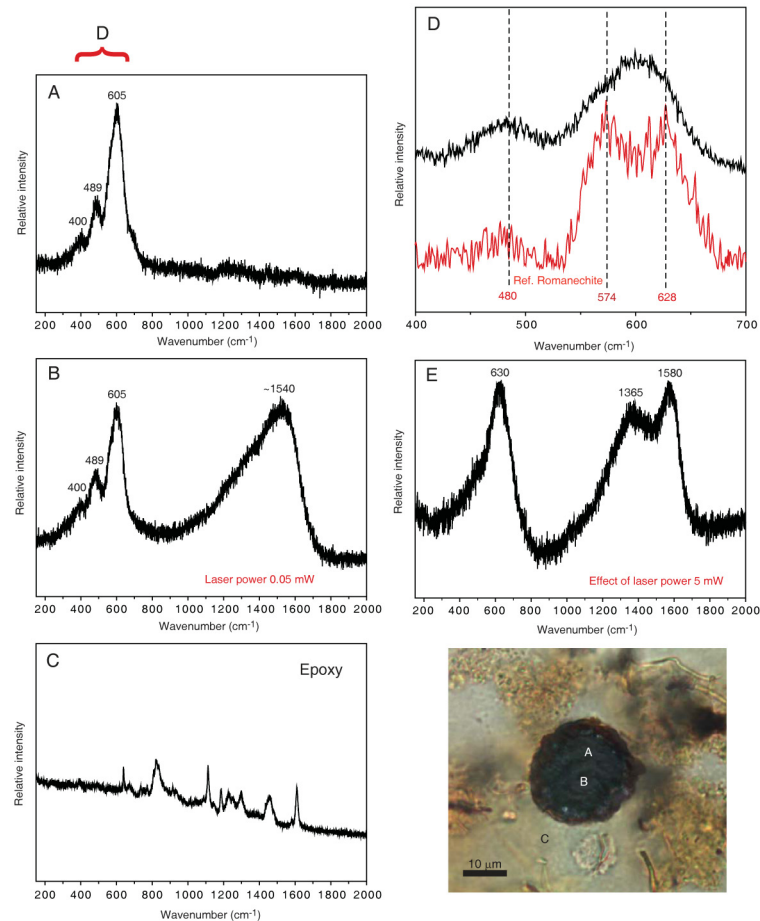 D
A
605
489
400
Relative intensity
200 400 600 800 1000 1200 1400 1600 1800 2000
Wavenumber (cm-1)
D
Relative intensity
Ref. Romanechite
480 574 628
400 500 600 700
Wavenumber (cm-1)
B
605
~1540
489
400
Relative intensity
Laser power 0.05 mW
200 400 600 800 1000 1200 1400 1600 1800 2000
Wavenumber (cm-1)
E
630
1365
1580
Relative intensity
Effect of laser power 5 mW
200 400 600 800 1000 1200 1400 1600 1800 2000
Wavenumber (cm-1)
C
Epoxy
Relative intensity
200 400 600 800 1000 1200 1400 1600 1800 2000
Wavenumber (cm-1)
A
B
C
10 μm